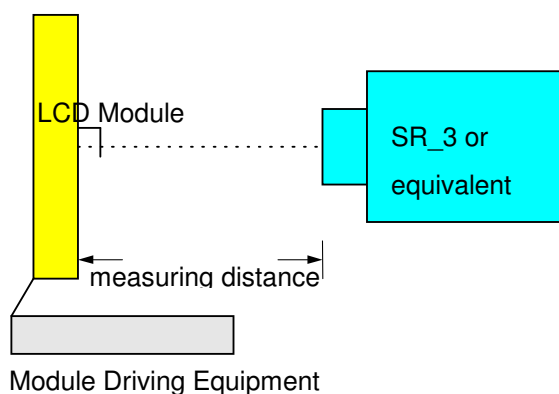 LCD Module
SR_3 or
equivalent
measuring distance
Module Driving Equipment